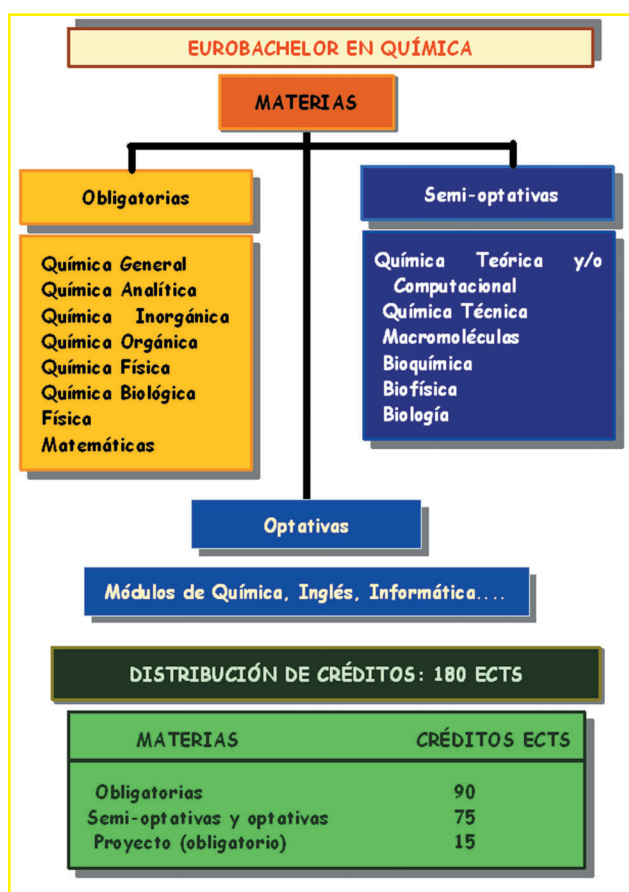 EUROBACHELOR EN QUÍMICA
MATERIAS
Obligatorias
Química General
Química Analítica
Química Inorgánica
Química Orgánica
Química Física
Química Biológica
Física
Matemáticas
Semi-optativas
Química Teórica y/o
Computacional
Química Técnica
Macromoléculas
Bioquímica
Biofísica
Biología
Optativas
Módulos de Química, Inglés, Informática....
DISTRIBUCIÓN DE CRÉDITOS: 180 ECTS
MATERIAS CRÉDITOS ECTS
Obligatorias 90
Semi-optativas y optativas 75
Proyecto (obligatorio) 15